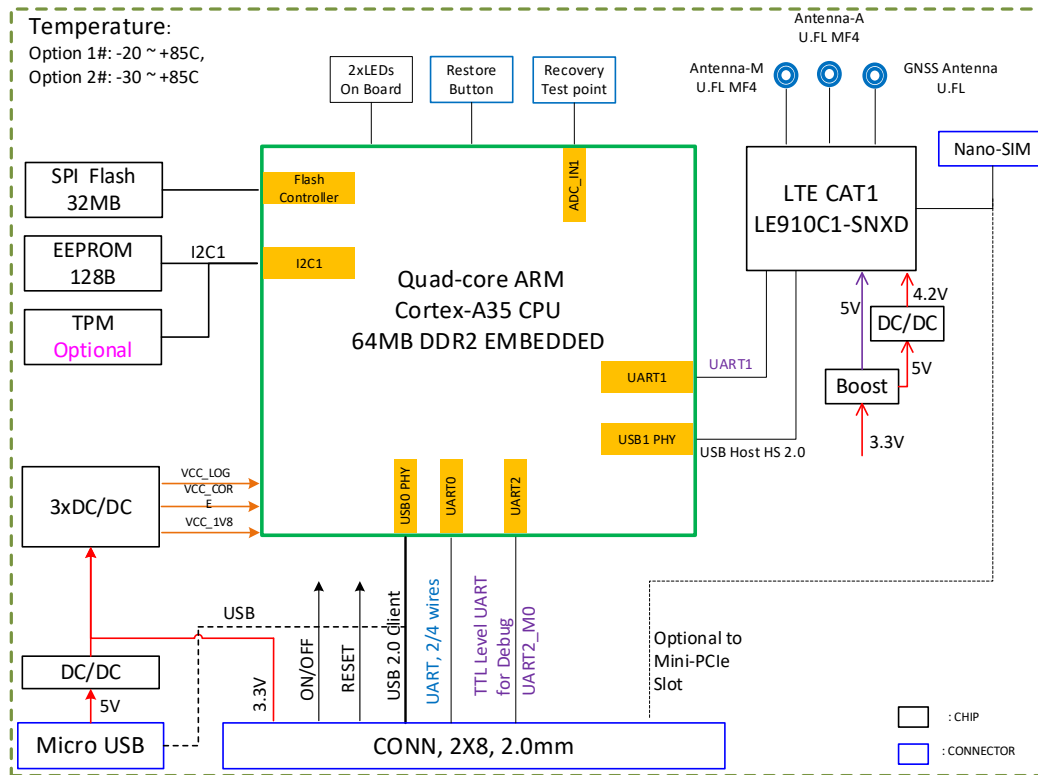 Temperature:
Option 1#: -20 ~ +85C,
Option 2#: -30 ~ +85C
2xLEDs
On Board
Restore
Button
Recovery
Test point
Antenna-A
U.FL MF4
Antenna-M
U.FL MF4
GNSS Antenna
U.FL
Nano-SIM
SPI Flash
32MB
EEPROM
128B
I2C1
TPM
Optional
Flash
Controller
I2C1
ADC_IN1
Quad-core ARM
Cortex-A35 CPU
64MB DDR2 EMBEDDED
LTE CAT1
LE910C1-SNXD
5V
4.2V
DC/DC
5V
Boost
3.3V
UART1
UART1
USB1 PHY
USB Host HS 2.0
3xDC/DC
VCC_LOG
VCC_COR
E
VCC_1V8
USB0 PHY
UART0
UART2
USB
DC/DC
5V
Micro USB
3.3V
ON/OFF
RESET
USB 2.0 client
UART, 2/4 wires
TTL Level UART
for Debug
UART2_M0
Optional to
Mini-PCIe
Slot
CONN, 2X8, 2.0mm
: CHIP
: CONNECTOR